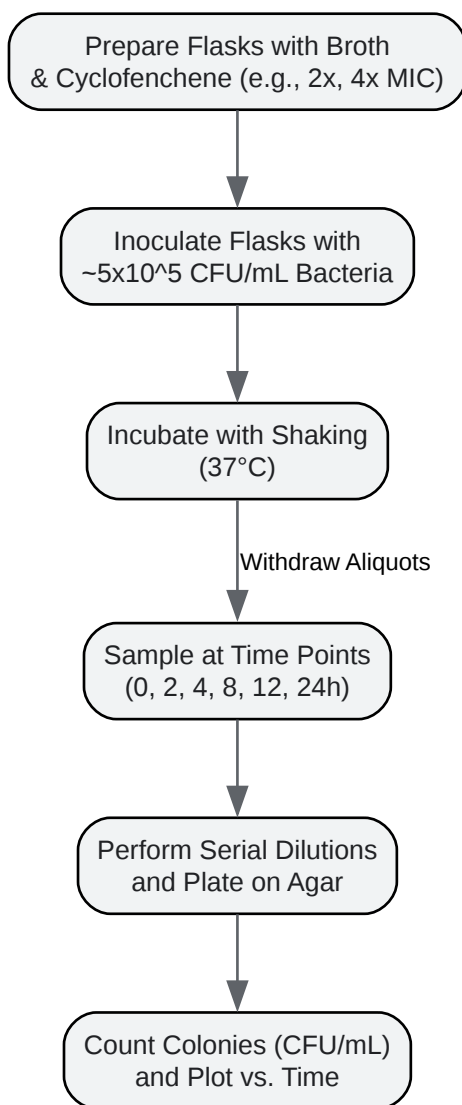 Prepare Flasks with Broth
& Cyclofenchene (e.g., 2x, 4x MIC)
Inoculate Flasks with
~5x10^5 CFU/mL Bacteria
Incubate with Shaking
(37°C)
Withdraw Aliquots
Sample at Time Points
(0, 2, 4, 8, 12, 24h)
Perform Serial Dilutions
and Plate on Agar
Count Colonies (CFU/mL)
and Plot vs. Time